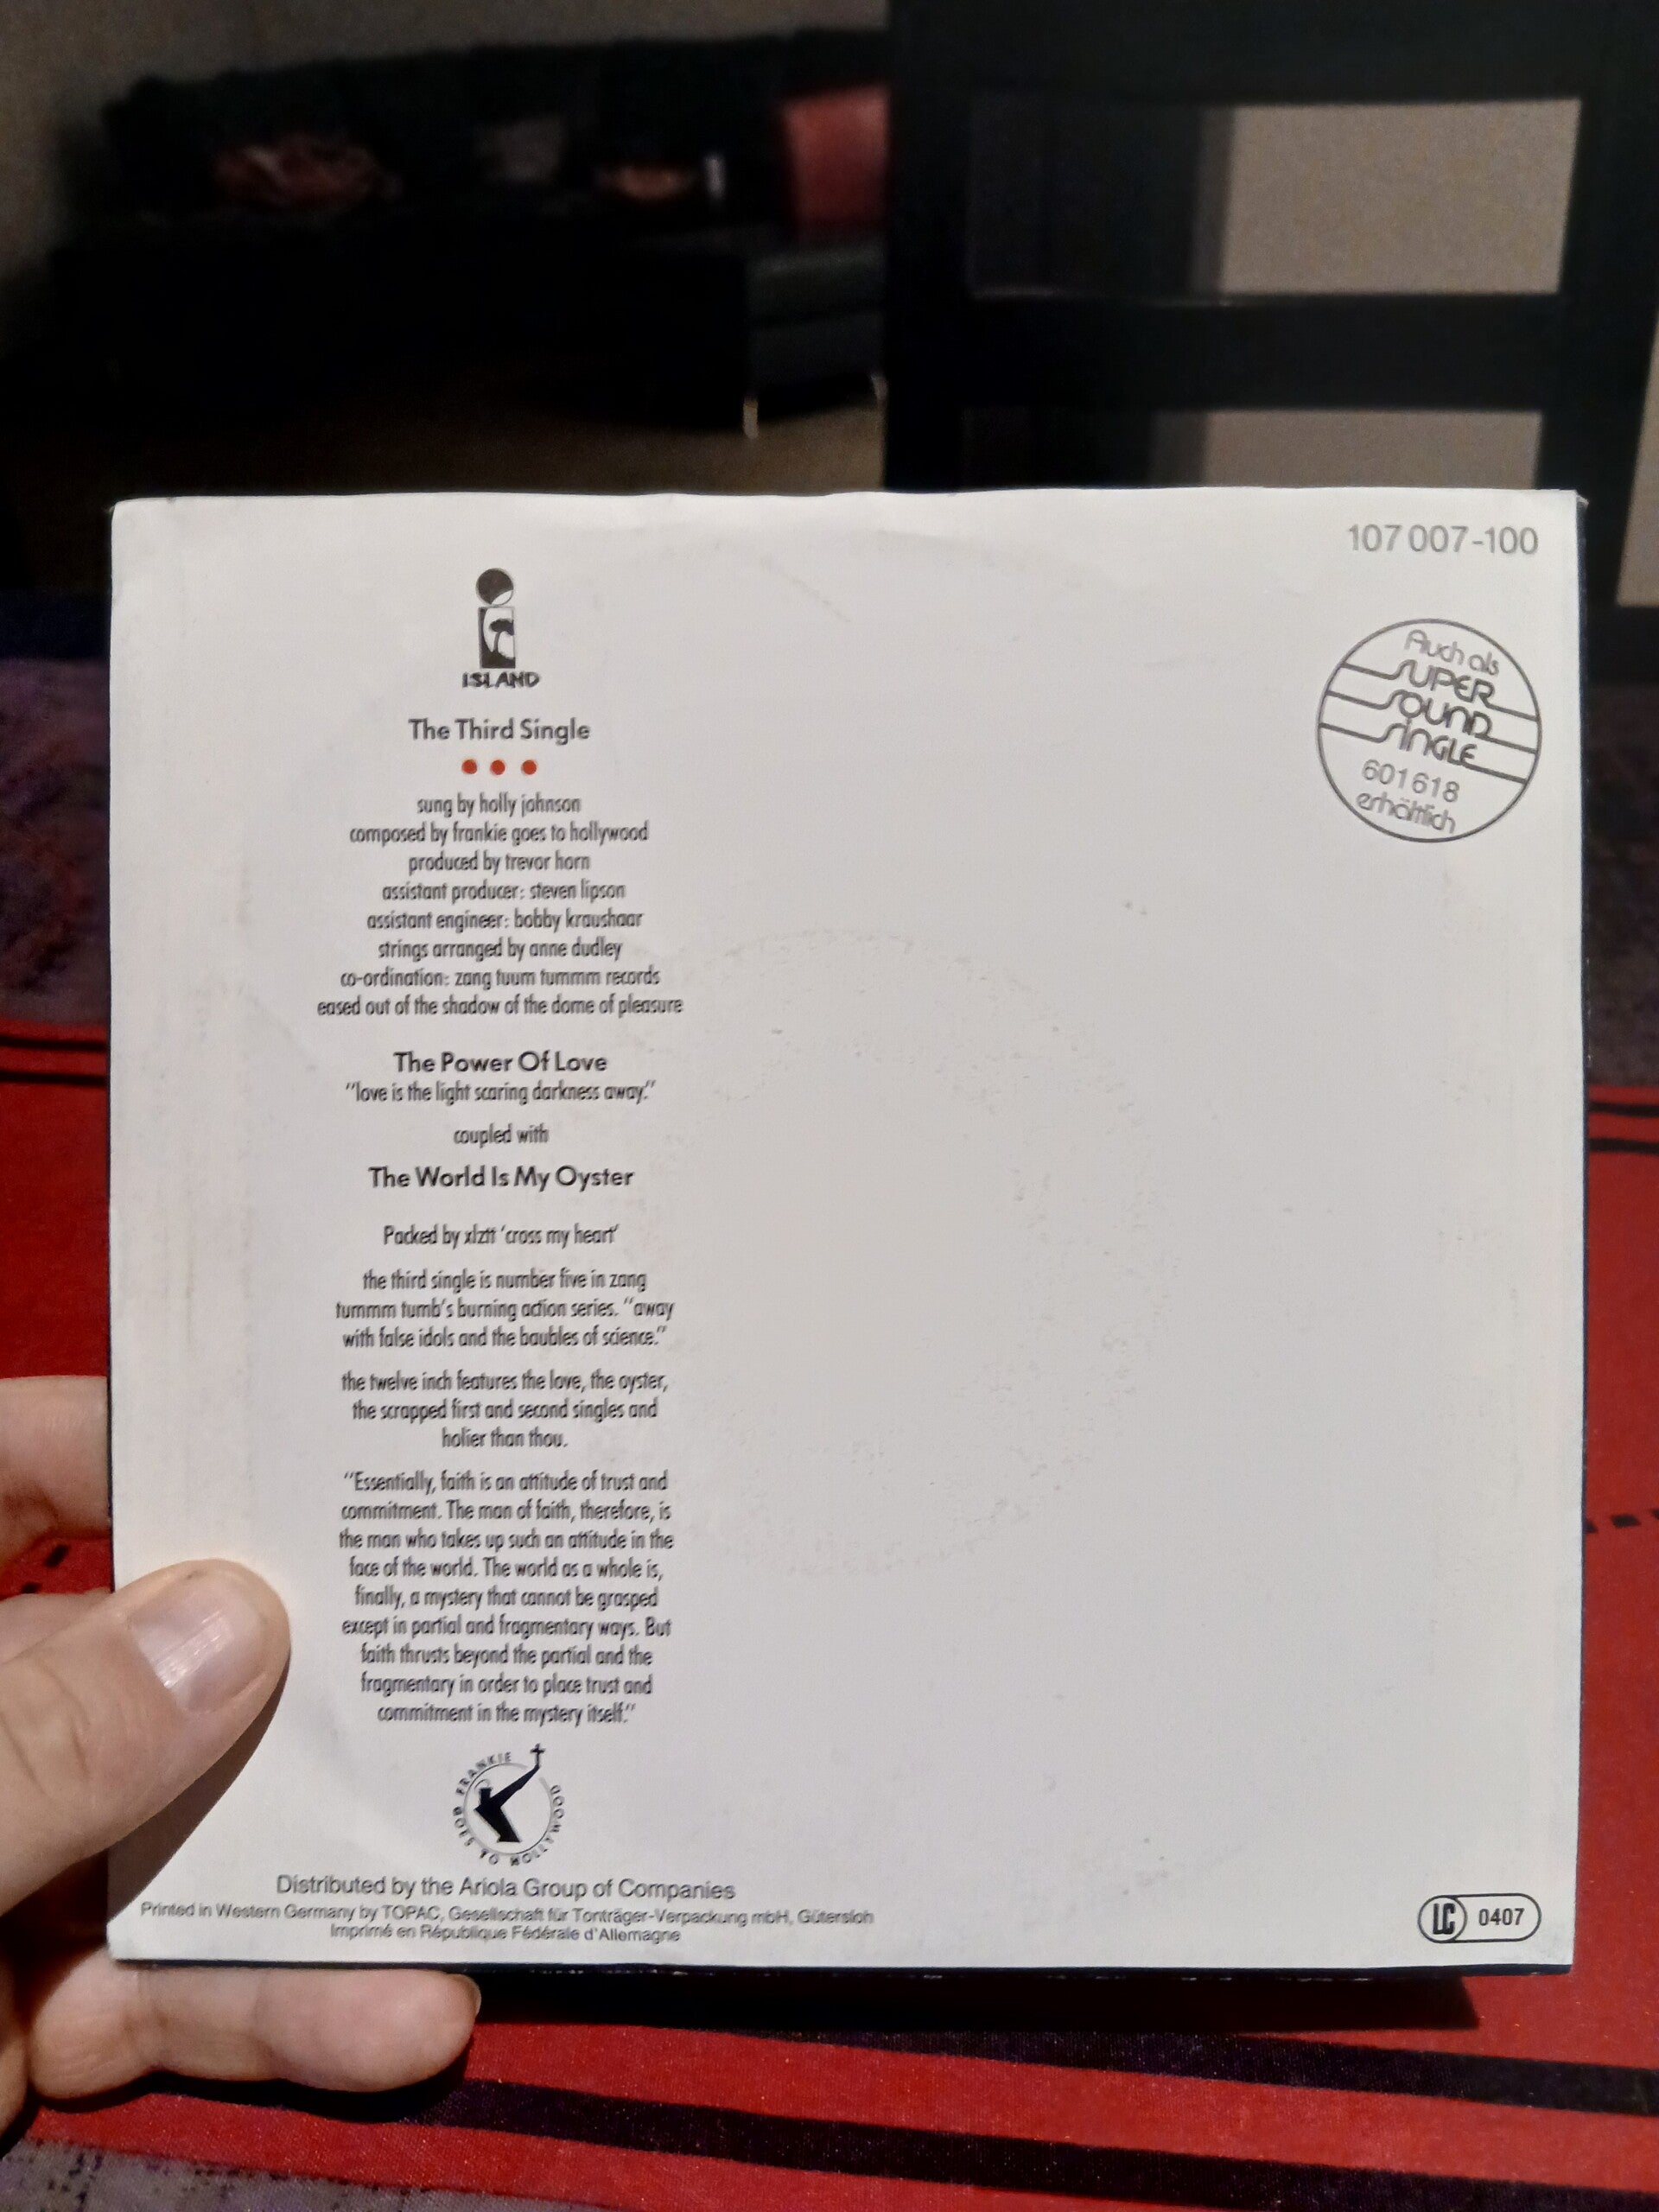 107 007-100
ISLAND
The Third Single
sung by holly johnson
composed by frankie goes to hollywood
produced by trevor horn
assistant producer: steven lipson
assistant engineer: bobby kraushaar
strings arranged by anne dudley
co-ordination: zang tuum tummm records
eased out of the shadow of the dome of pleasure
The Power Of Love
"love is the light scaring darkness away."
coupled with
The World Is My Oyster
Packed by xlztt 'cross my heart'
the third single is number five in zang
tummm tumb's burning action series. "away
with false idols and the baubles of science."
the twelve inch features the love, the oyster,
the scrapped first and second singles and
holier than thou.
"Essentially, faith is an attitude of trust and
commitment. The man of faith, therefore, is
the man who takes up such an attitude in the
face of the world. The world as a whole is,
finally, a mystery that cannot be grasped
except in partial and fragmentary ways. But
faith thrusts beyond the partial and the
fragmentary in order to place trust and
commitment in the mystery itself."
FRANKIE GOES TO HOLLYWOOD
Distributed by the Ariola Group of Companies
Printed in Western Germany by TOPAC, Gesellschaft für Tonträger-Verpackung mbH, Gütersloh
Imprimé en République Fédérale d'Allemagne
Auch als
SUPER
SOUND
SINGLE
601 618
erhältlich
LC 0407